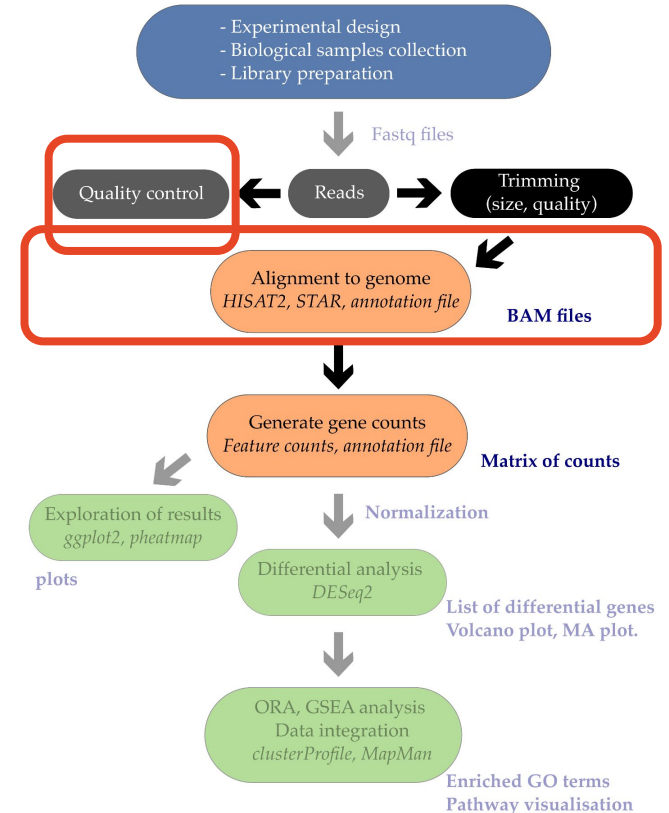 - Experimental design
- Biological samples collection
- Library preparation
Fastq files
Quality control
Reads
Trimming
(size, quality)
Alignment to genome
HISAT2, STAR, annotation file
BAM files
Generate gene counts
Feature counts, annotation file
Matrix of counts
Exploration of results
ggplot2, pheatmap
plots
Normalization
Differential analysis
DESeq2
List of differential genes
Volcano plot, MA plot.
ORA, GSEA analysis
Data integration
clusterProfile, MapMan
Enriched GO terms
Pathway visualisation